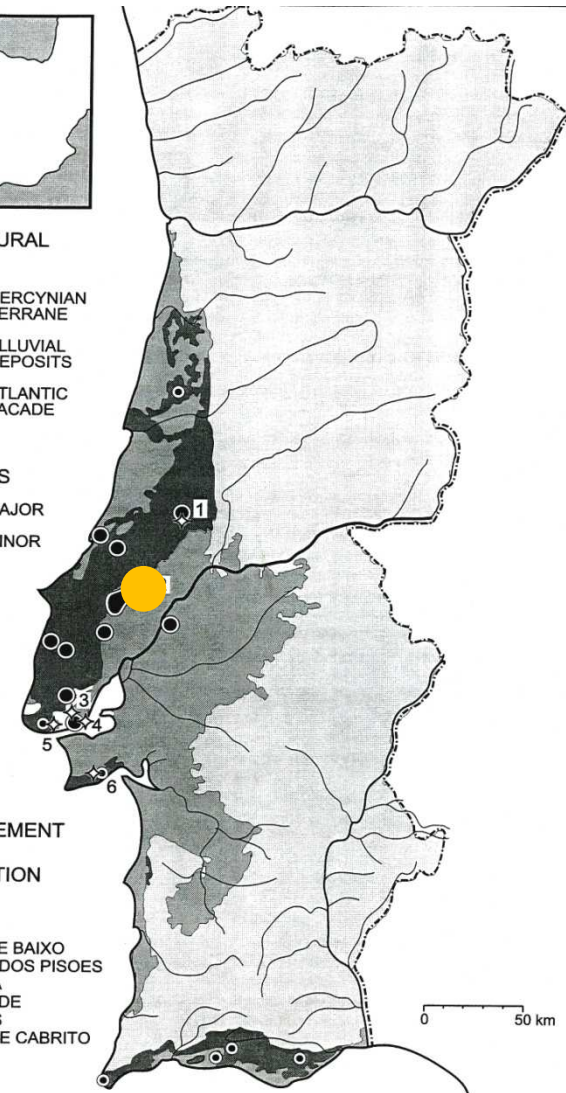 URAL
ERCYNIAN
ERRANE
LLUVIAL
EPOSITS
TLANTIC
ACADE
S
AJOR
INOR
1
3
4
5
6
EMENT
TION
E BAIXO
DOS PISOES
A
DE
S
E CABRITO
0 50 km